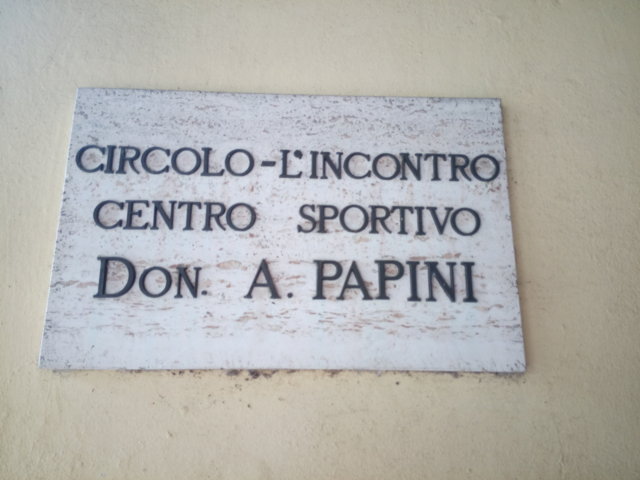 CIRCOLO-L'INCONTRO
CENTRO SPORTIVO
DON. A. PAPINI